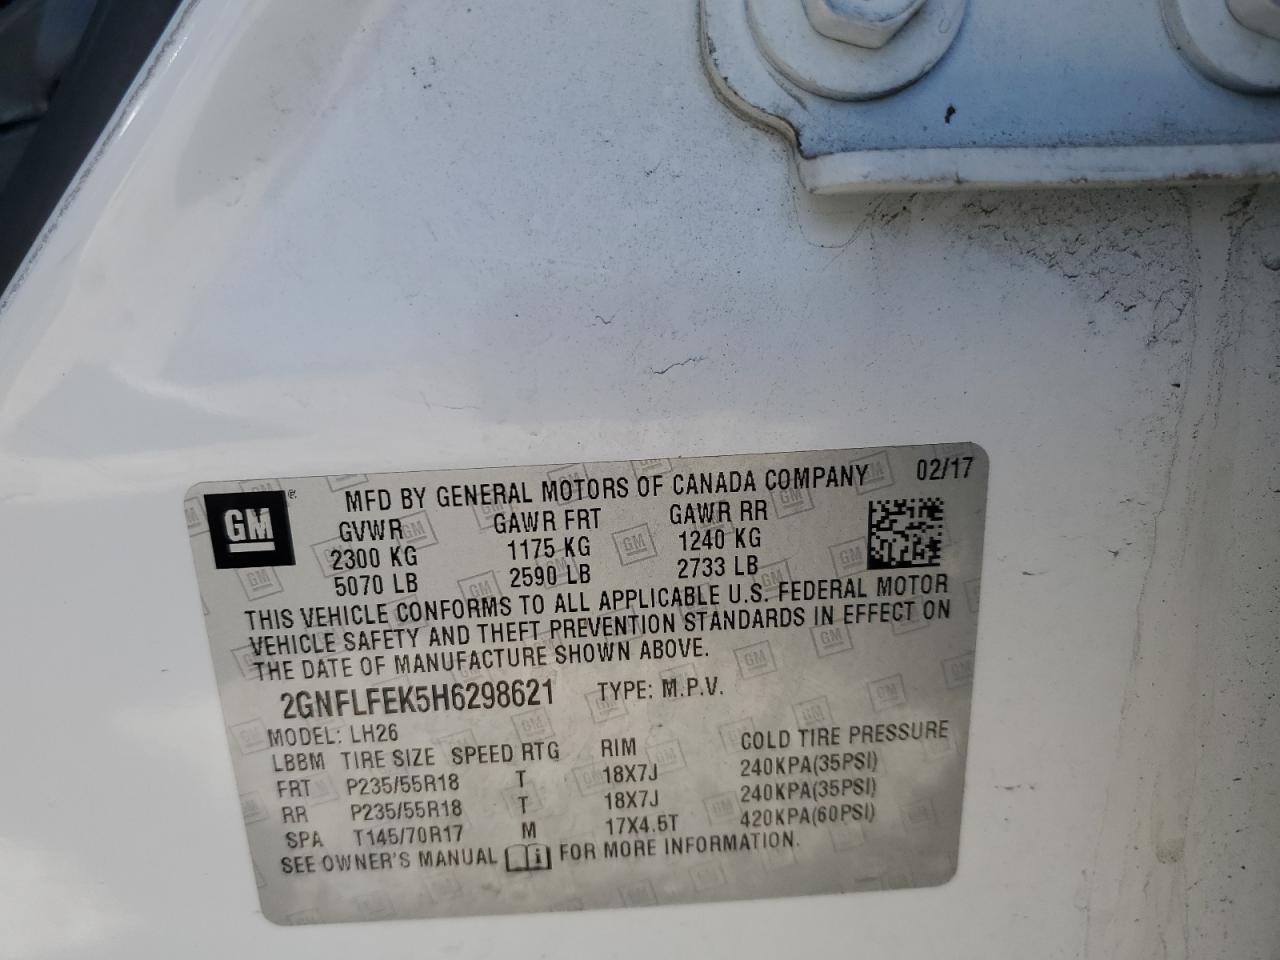 GM ® MFD BY GENERAL MOTORS OF CANADA COMPANY 02/17
GVWR GAWR FRT GAWR RR
2300 KG 1175 KG 1240 KG
5070 LB 2590 LB 2733 LB
THIS VEHICLE CONFORMS TO ALL APPLICABLE U.S. FEDERAL MOTOR
VEHICLE SAFETY AND THEFT PREVENTION STANDARDS IN EFFECT ON
THE DATE OF MANUFACTURE SHOWN ABOVE.
2GNFLFEK5H6298621 TYPE: M.P.V.
MODEL: LH26
LBBM TIRE SIZE SPEED RTG RIM COLD TIRE PRESSURE
FRT P235/55R18 T 18X7J 240KPA(35PSI)
RR P235/55R18 T 18X7J 240KPA(35PSI)
SPA T145/70R17 M 17X4.5T 420KPA(60PSI)
SEE OWNER'S MANUAL i FOR MORE INFORMATION.